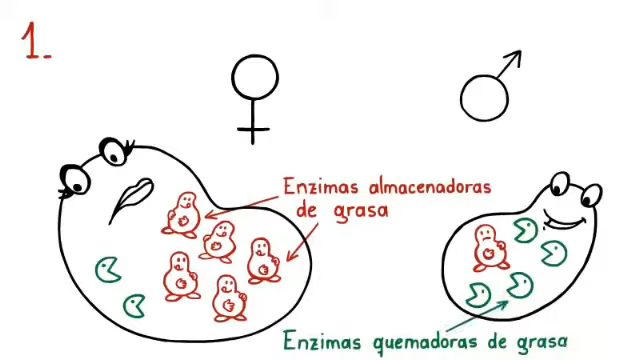 1.
Enzimas almacenadoras
de grasa
Enzimas quemadoras de grasa